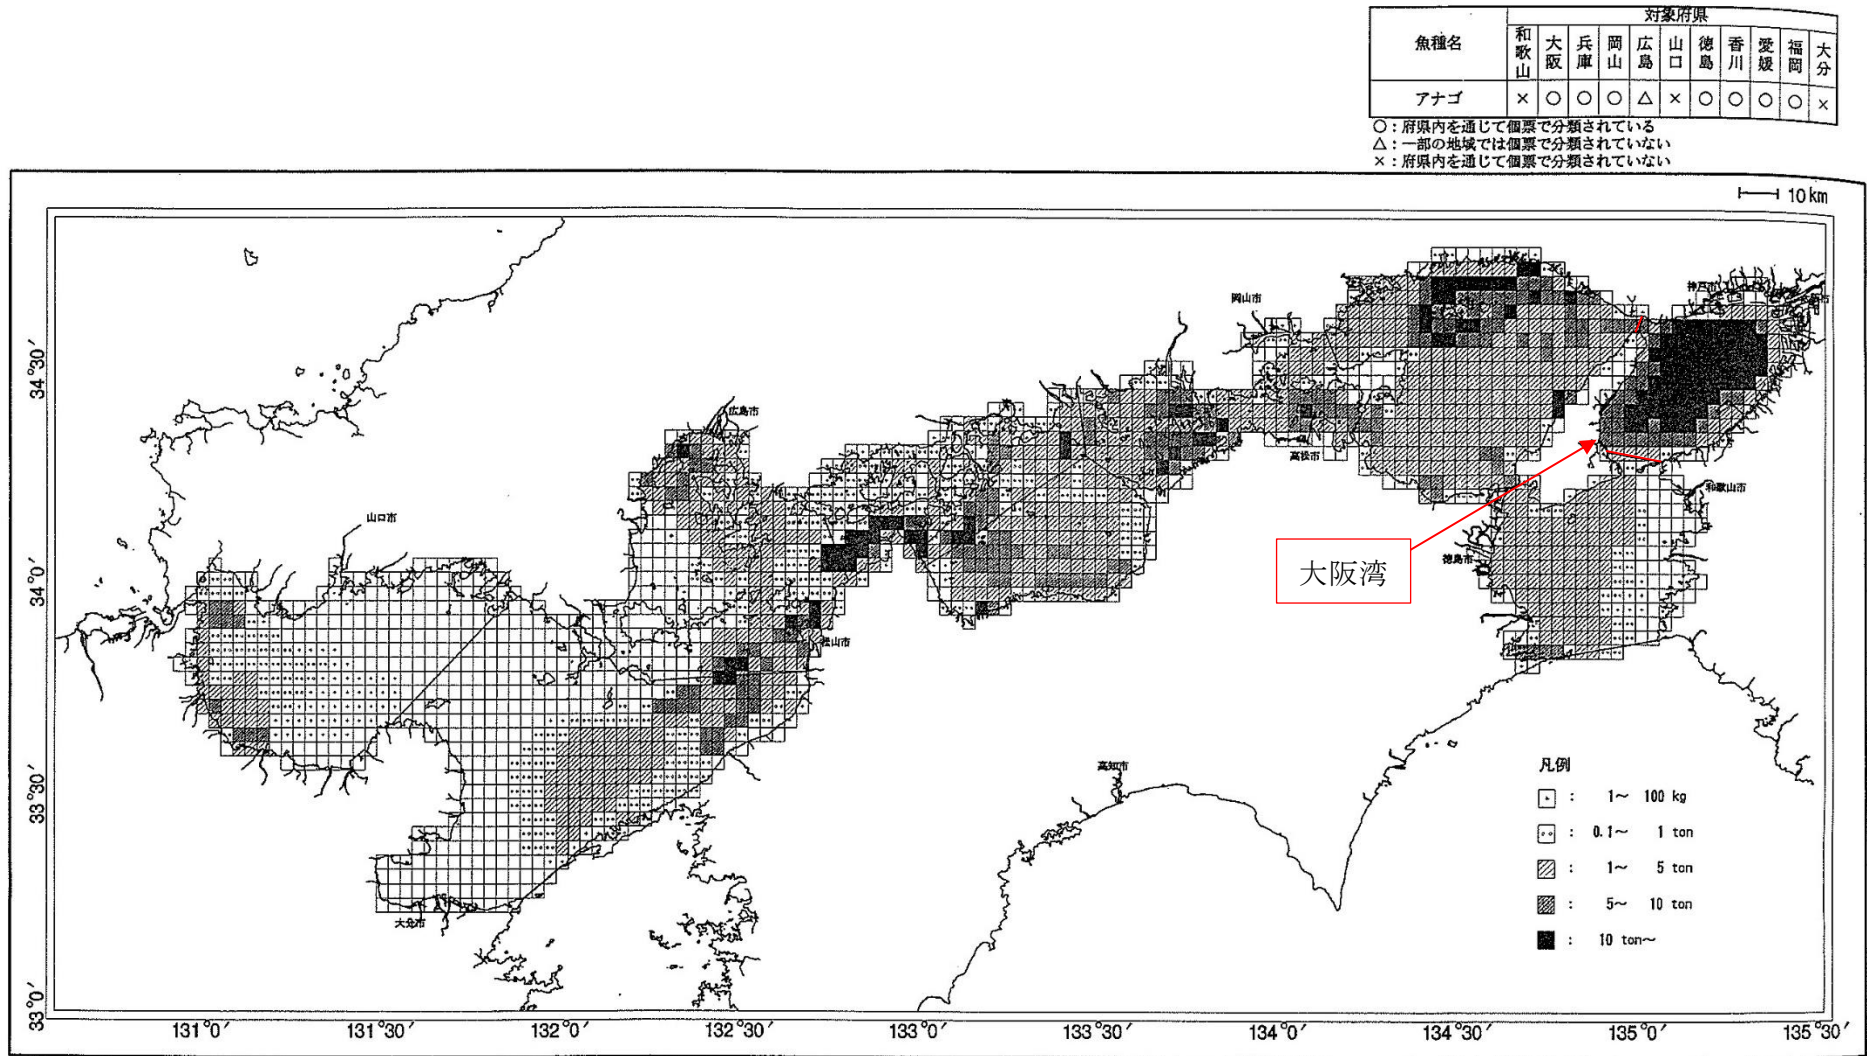 対象府県
魚種名 和歌山 大阪 兵庫 岡山 広島 山口 徳島 香川 愛媛 福岡 大分
アナゴ × ○ ○ ○ △ × ○ ○ ○ ○ ×
○：府県内を通じて個票で分類されている
△：一部の地域では個票で分類されていない
×：府県内を通じて個票で分類されていない
10 km
神戸市
岡山市
34°30′
広島市
高松市
和歌山市
山口市
大阪湾
徳島市
34°0′
松山市
高知市
凡例
33°30′
： 1～ 100 kg
： 0.1～ 1 ton
： 1～ 5 ton
： 5～ 10 ton
大分市
： 10 ton～
33°0′
131°0′ 131°30′ 132°0′ 132°30′ 133°0′ 133°30′ 134°0′ 134°30′ 135°0′ 135°30′